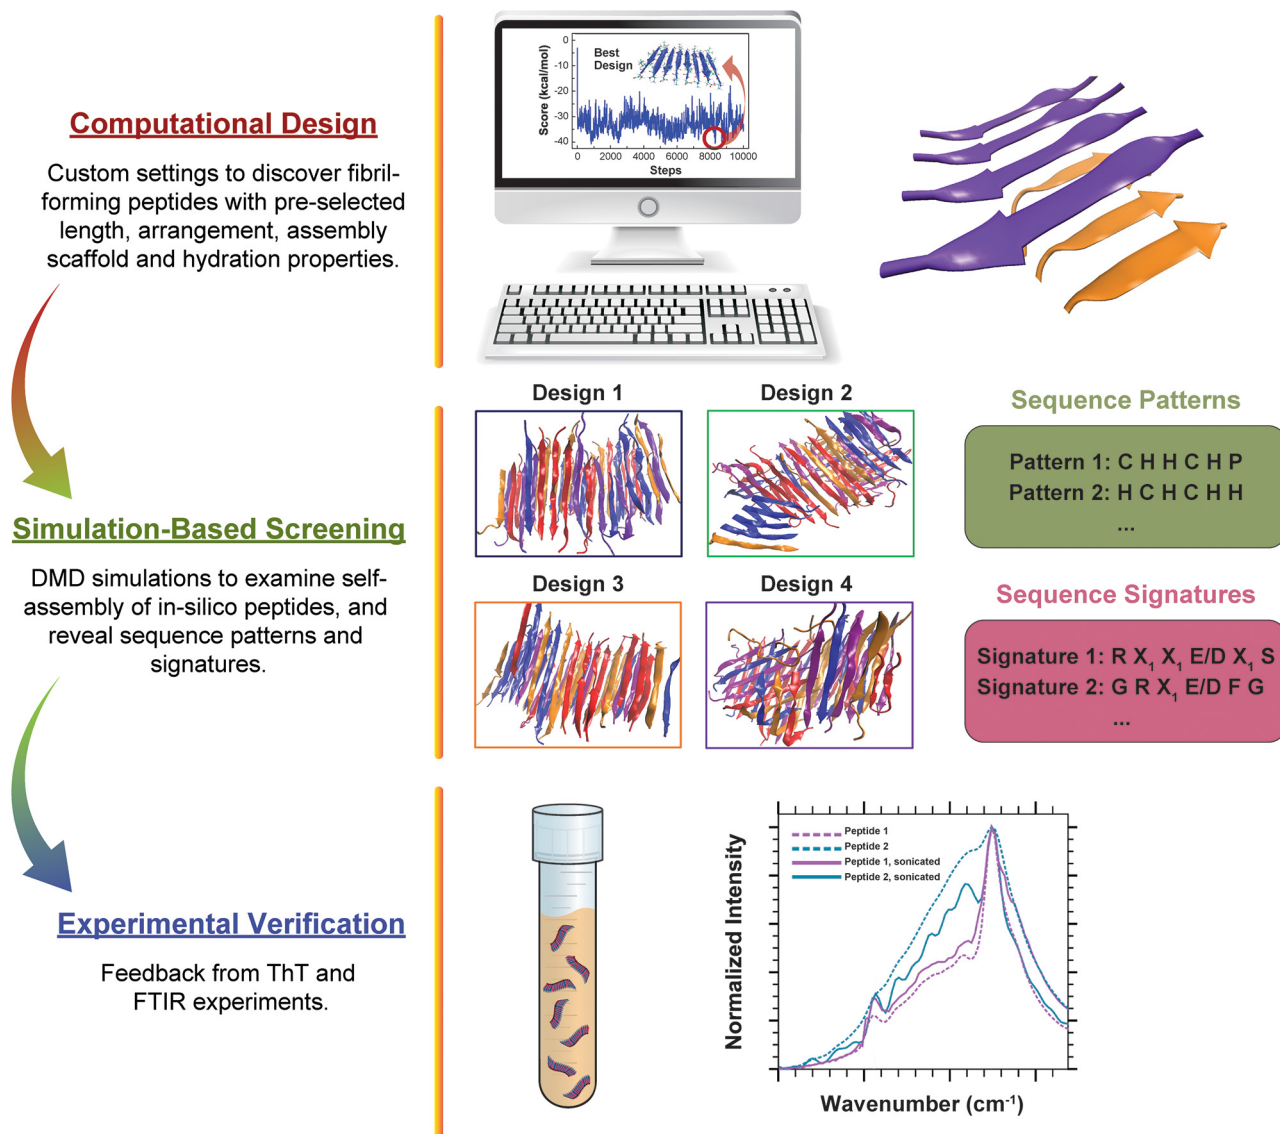 Computational Design
Custom settings to discover fibril-
forming peptides with pre-selected
length, arrangement, assembly
scaffold and hydration properties.
Score (kcal/mol)
0
-10
-20
-30
-40
Best
Design
0 2000 4000 6000 8000 10000
Steps
Simulation-Based Screening
DMD simulations to examine self-
assembly of in-silico peptides, and
reveal sequence patterns and
signatures.
Design 1
Design 2
Design 3
Design 4
Sequence Patterns
Pattern 1: C H H C H P
Pattern 2: H C H C H H
...
Sequence Signatures
Signature 1: R X₁ X₁ E/D X₁ S
Signature 2: G R X₁ E/D F G
...
Experimental Verification
Feedback from ThT and
FTIR experiments.
Normalized Intensity
Peptide 1
Peptide 2
Peptide 1, sonicated
Peptide 2, sonicated
Wavenumber (cm⁻¹)